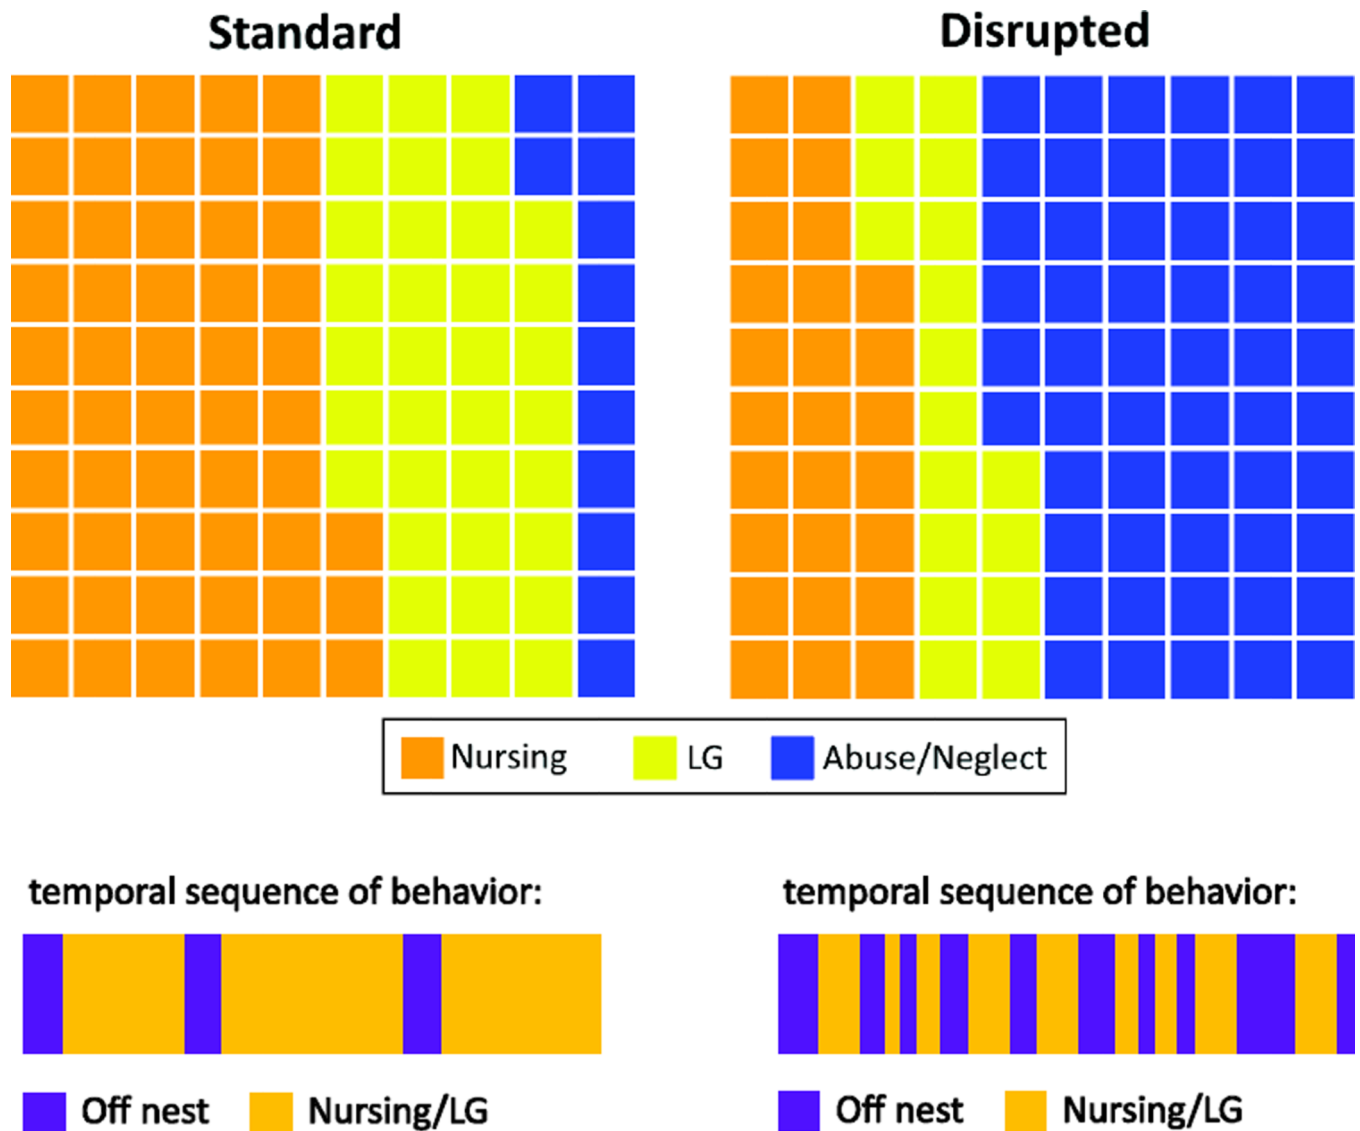 Standard
Disrupted
Nursing LG Abuse/Neglect
temporal sequence of behavior:
temporal sequence of behavior:
Off nest Nursing/LG
Off nest Nursing/LG